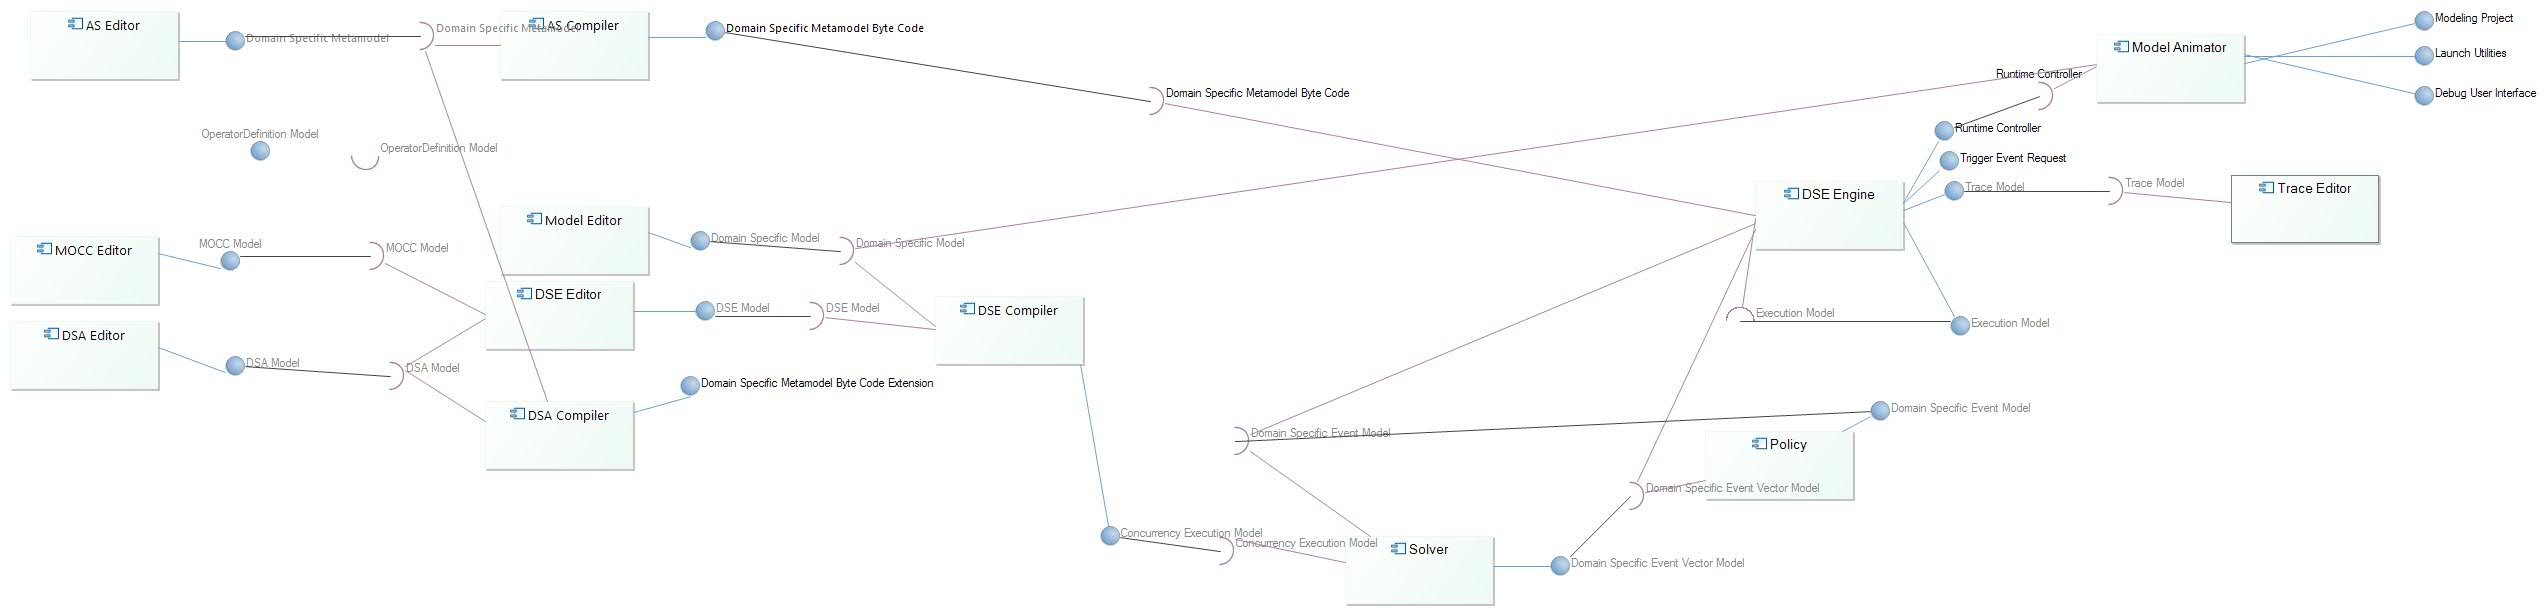 AS Editor
Domain Specific Metamodel
Domain Specific Metamodel
AS Compiler
Domain Specific Metamodel Byte Code
Domain Specific Metamodel Byte Code
Model Animator
Modeling Project
Launch Utilities
Debug User Interface
Runtime Controller
Runtime Controller
Trigger Event Request
Trace Model
Trace Model
Trace Editor
DSE Engine
OperatorDefinition Model
OperatorDefinition Model
Model Editor
Domain Specific Model
Domain Specific Model
MOCC Editor
MOCC Model
MOCC Model
DSE Editor
DSE Model
DSE Model
DSE Compiler
Execution Model
Execution Model
DSA Editor
DSA Model
DSA Model
DSA Compiler
Domain Specific Metamodel Byte Code Extension
Domain Specific Event Model
Domain Specific Event Model
Policy
Domain Specific Event Vector Model
Concurrency Execution Model
Concurrency Execution Model
Solver
Domain Specific Event Vector Model